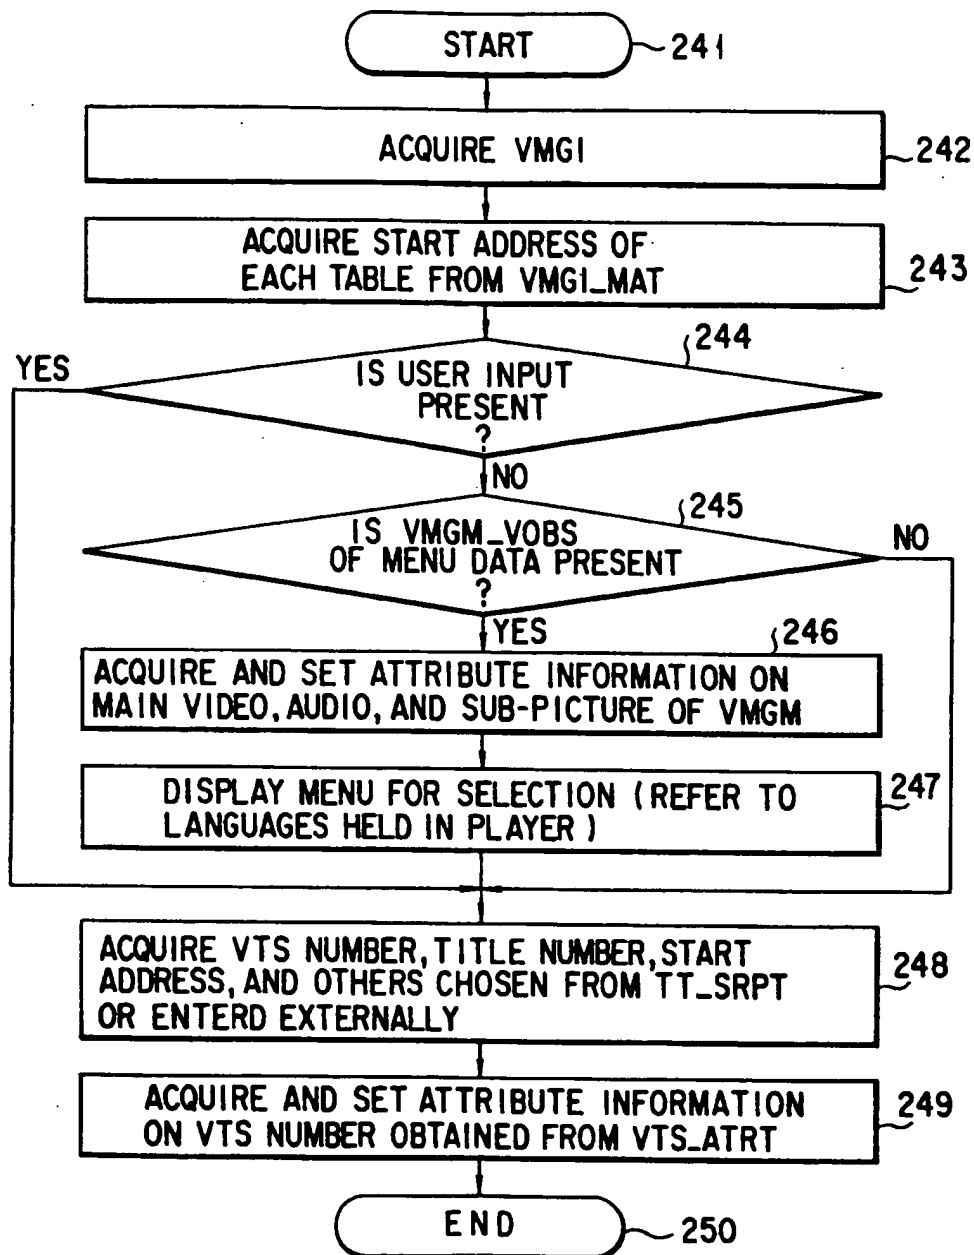 START
241
ACQUIRE VMGI
242
ACQUIRE START ADDRESS OF
EACH TABLE FROM VMGI_MAT
243
244
YES
IS USER INPUT
PRESENT
?
NO
245
IS VMGM_VOBS
OF MENU DATA PRESENT
?
NO
YES
246
ACQUIRE AND SET ATTRIBUTE INFORMATION ON
MAIN VIDEO, AUDIO, AND SUB-PICTURE OF VMGM
DISPLAY MENU FOR SELECTION (REFER TO
LANGUAGES HELD IN PLAYER)
247
ACQUIRE VTS NUMBER, TITLE NUMBER, START
ADDRESS, AND OTHERS CHOSEN FROM TT_SRPT
OR ENTERD EXTERNALLY
248
ACQUIRE AND SET ATTRIBUTE INFORMATION
ON VTS NUMBER OBTAINED FROM VTS_ATRT
249
END
250